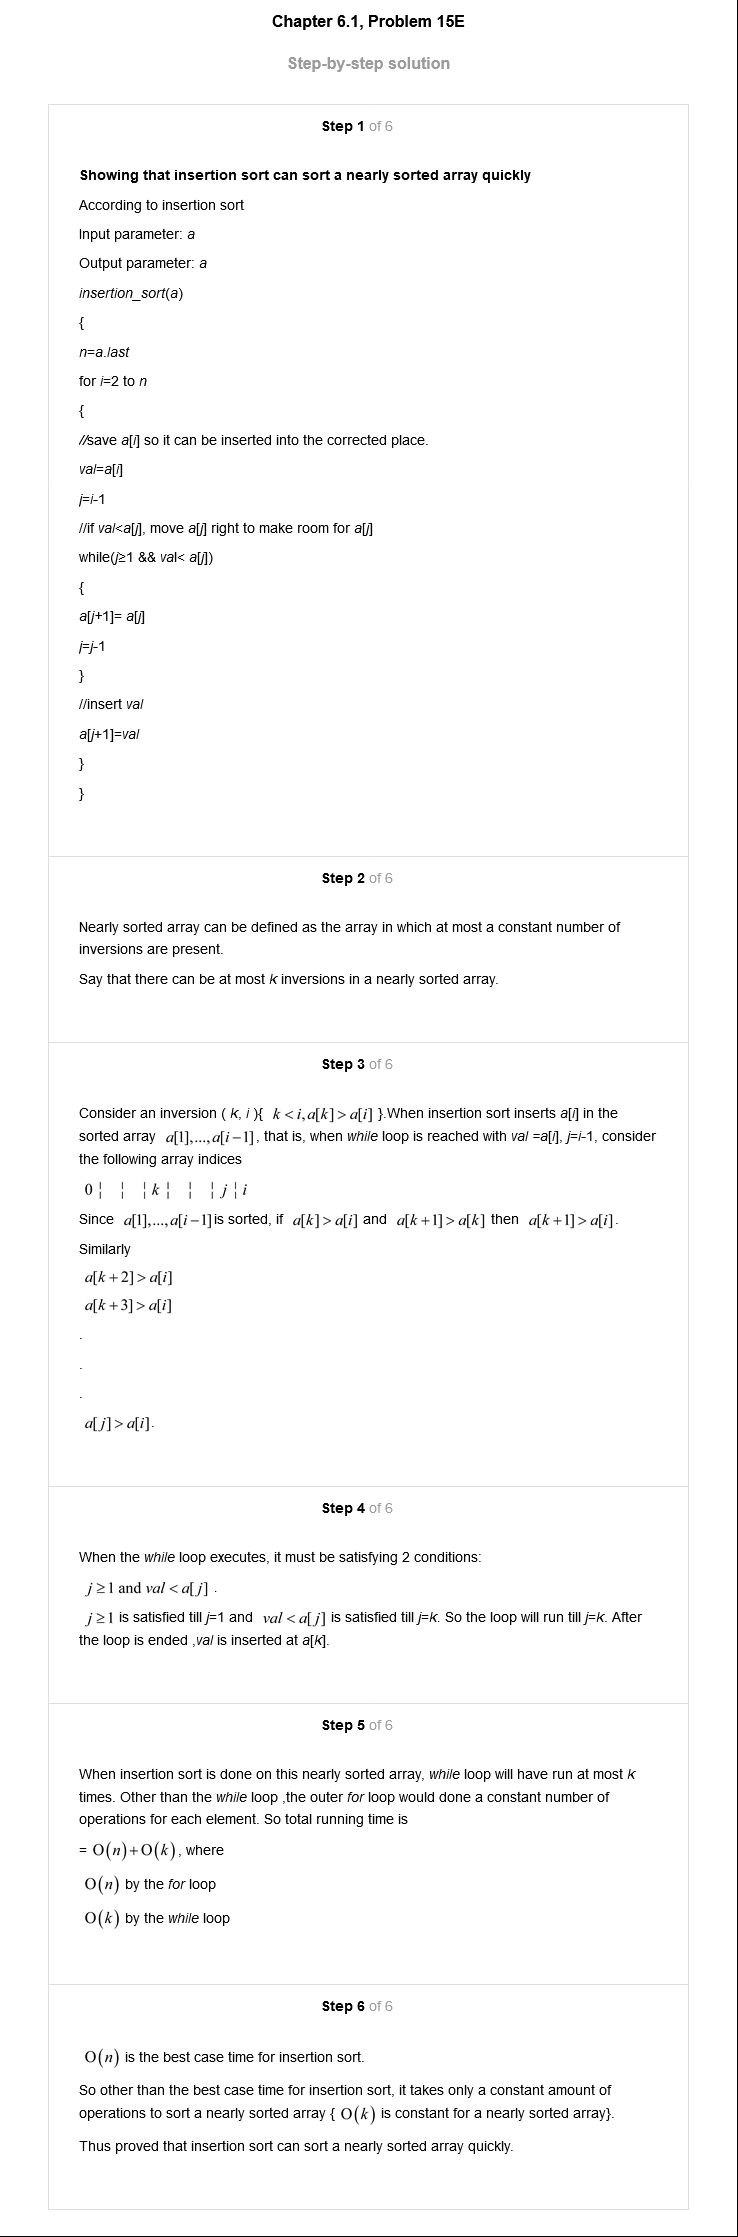 Chapter 6.1, Problem 15E
Step-by-step solution
Step 1 of 6
Showing that insertion sort can sort a nearly sorted array quickly
According to insertion sort
Input parameter: a
Output parameter: a
insertion_sort(a)
{
n=a.last
for i=2 to n
{
//save a[i] so it can be inserted into the corrected place.
val=a[i]
j=i-1
//if val<a[j], move a[j] right to make room for a[j]
while(j≥1 && val< a[j])
{
a[j+1]= a[j]
j=j-1
}
//insert val
a[j+1]=val
}
}
Step 2 of 6
Nearly sorted array can be defined as the array in which at most a constant number of
inversions are present.
Say that there can be at most k inversions in a nearly sorted array.
Step 3 of 6
Consider an inversion ( k, i ){ k < i, a[k] > a[i] }.When insertion sort inserts a[i] in the
sorted array a[1],...,a[i−1], that is, when while loop is reached with val =a[i], j=i-1, consider
the following array indices
0 ¦ ¦ ¦ k ¦ ¦ ¦ j ¦ i
Since a[1],...,a[i−1] is sorted, if a[k] > a[i] and a[k+1] > a[k] then a[k+1] > a[i].
Similarly
a[k+2] > a[i]
a[k+3] > a[i]
.
.
.
a[j] > a[i].
Step 4 of 6
When the while loop executes, it must be satisfying 2 conditions:
j ≥ 1 and val < a[j] .
j ≥ 1 is satisfied till j=1 and val < a[j] is satisfied till j=k. So the loop will run till j=k. After
the loop is ended ,val is inserted at a[k].
Step 5 of 6
When insertion sort is done on this nearly sorted array, while loop will have run at most k
times. Other than the while loop ,the outer for loop would done a constant number of
operations for each element. So total running time is
= O(n)+O(k), where
O(n) by the for loop
O(k) by the while loop
Step 6 of 6
O(n) is the best case time for insertion sort.
So other than the best case time for insertion sort, it takes only a constant amount of
operations to sort a nearly sorted array { O(k) is constant for a nearly sorted array}.
Thus proved that insertion sort can sort a nearly sorted array quickly.